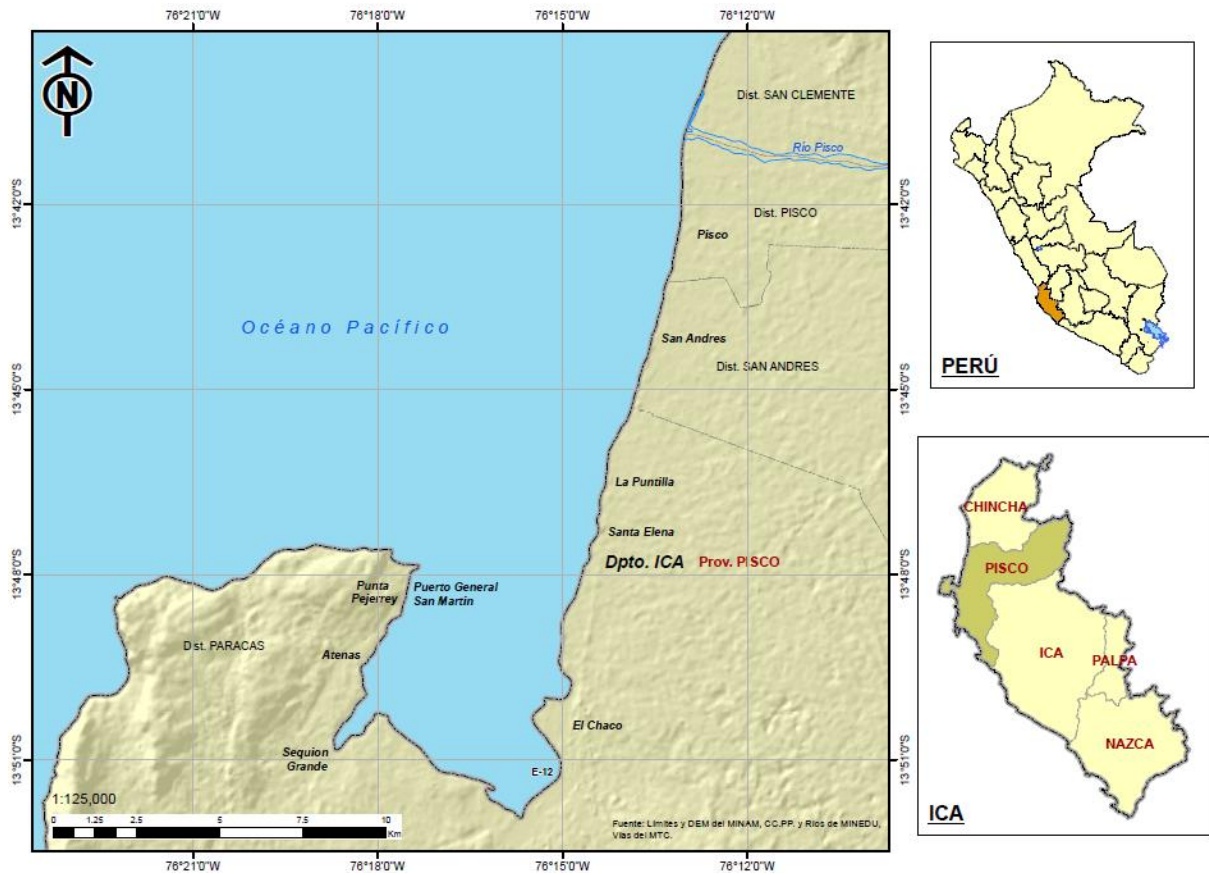 76°21'0"W
76°18'0"W
76°15'0"W
76°12'0"W
N
Dist. SAN CLEMENTE
Río Pisco
13°42'0"S
13°42'0"S
Dist. PISCO
Pisco
Océano Pacífico
San Andres
Dist. SAN ANDRES
13°45'0"S
13°45'0"S
La Puntilla
Santa Elena
Dpto. ICA
Prov. PISCO
13°48'0"S
13°48'0"S
Punta
Pejerrey
Puerto General
San Martin
Dist. PARACAS
Atenas
El Chaco
Sequion
Grande
E-12
13°51'0"S
13°51'0"S
1:125,000
0 1.25 2.5 5 7.5 10
Km
Fuente: Límites y DEM del MINAM, CC.PP. y Rios de MINEDU,
Vías del MTC.
76°21'0"W
76°18'0"W
76°15'0"W
76°12'0"W
PERÚ
CHINCHA
PISCO
ICA
PALPA
NAZCA
ICA